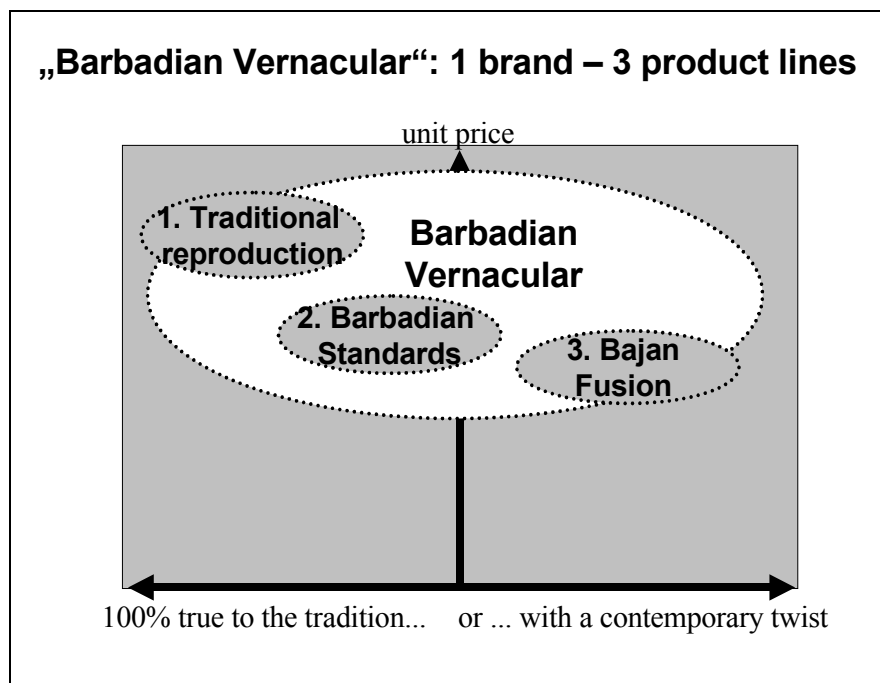 „Barbadian Vernacular“: 1 brand – 3 product lines
unit price
1. Traditional
reproduction
Barbadian
Vernacular
2. Barbadian
Standards
3. Bajan
Fusion
100% true to the tradition... or ... with a contemporary twist